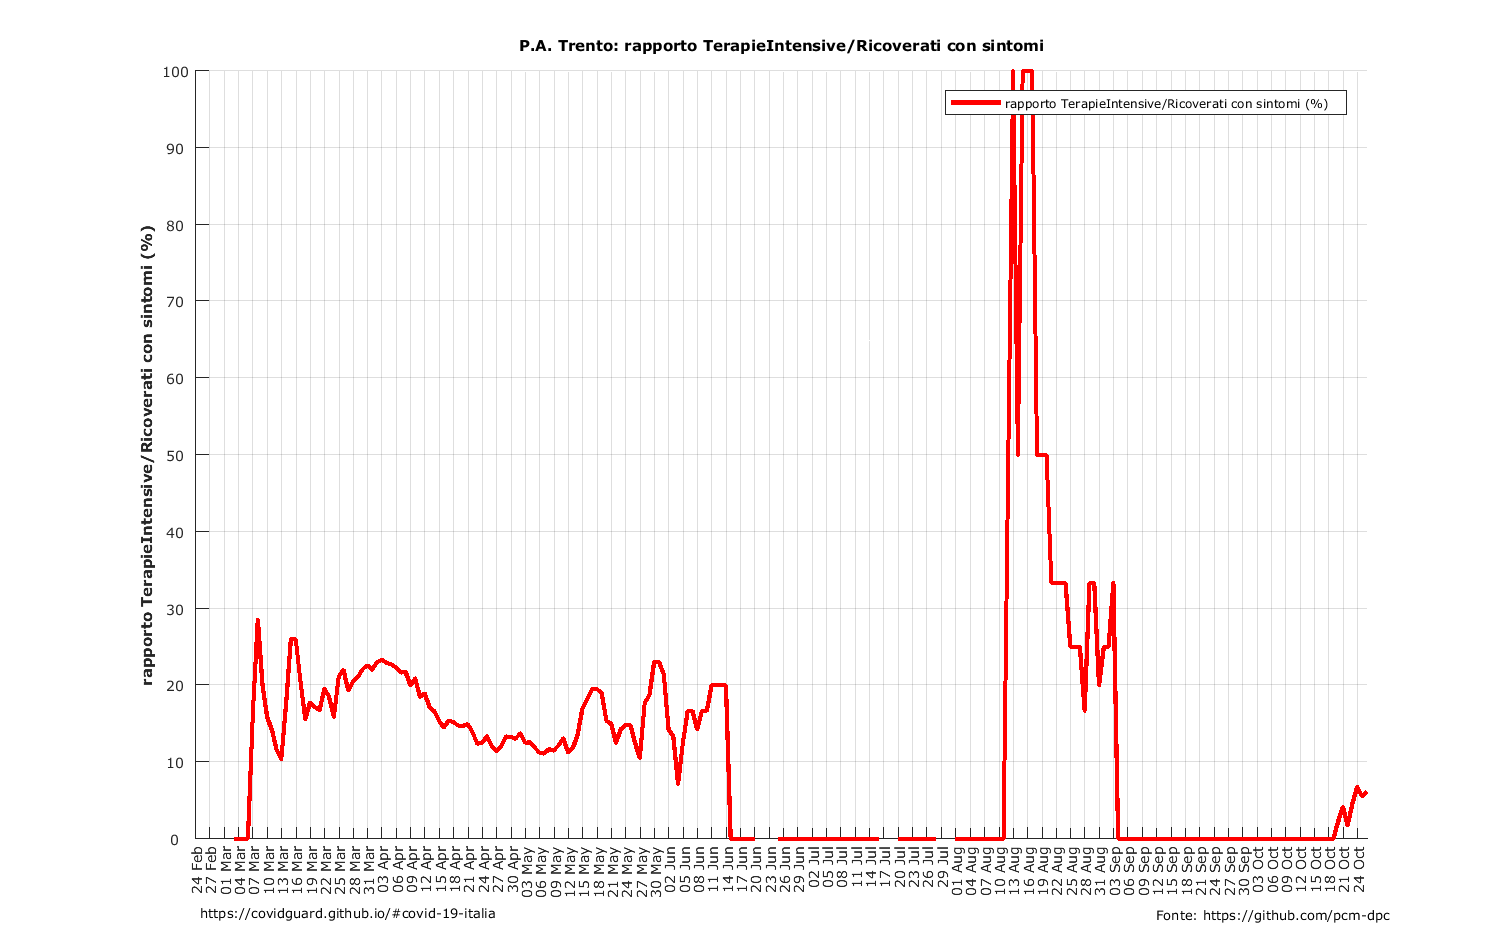 P.A. Trento: rapporto TerapieIntensive/Ricoverati con sintomi
rapporto TerapieIntensive/Ricoverati con sintomi (%)
rapporto TerapieIntensive/Ricoverati con sintomi (%)
100
90
80
70
60
50
40
30
20
10
0
24 Feb
27 Feb
01 Mar
04 Mar
07 Mar
10 Mar
13 Mar
16 Mar
19 Mar
22 Mar
25 Mar
28 Mar
31 Mar
03 Apr
06 Apr
09 Apr
12 Apr
15 Apr
18 Apr
21 Apr
24 Apr
27 Apr
30 Apr
03 May
06 May
09 May
12 May
15 May
18 May
21 May
24 May
27 May
30 May
02 Jun
05 Jun
08 Jun
11 Jun
14 Jun
17 Jun
20 Jun
23 Jun
26 Jun
29 Jun
02 Jul
05 Jul
08 Jul
11 Jul
14 Jul
17 Jul
20 Jul
23 Jul
26 Jul
29 Jul
01 Aug
04 Aug
07 Aug
10 Aug
13 Aug
16 Aug
19 Aug
22 Aug
25 Aug
28 Aug
31 Aug
03 Sep
06 Sep
09 Sep
12 Sep
15 Sep
18 Sep
21 Sep
24 Sep
27 Sep
30 Sep
03 Oct
06 Oct
09 Oct
12 Oct
15 Oct
18 Oct
21 Oct
24 Oct
https://covidguard.github.io/#covid-19-italia
Fonte: https://github.com/pcm-dpc